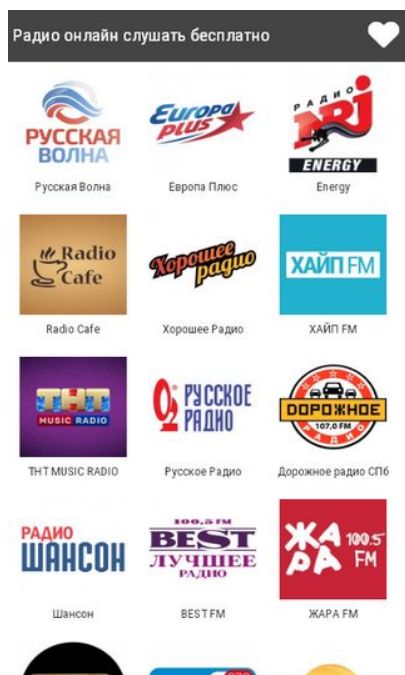 Радио онлайн слушать бесплатно
РУССКАЯ
ВОЛНА
Русская Волна
Europa
PLUS
Европа Плюс
РАДИО
NRJ
ENERGY
Energy
Radio
Cafe
Radio Cafe
Хорошее
радио
Хорошее Радио
ХАЙП FM
ХАЙП FM
ТНТ
MUSIC RADIO
ТНТ MUSIC RADIO
РУССКОЕ
РАДИО
Русское Радио
ДОРОЖНОЕ
107,0 FM
РАДИО
Дорожное радио СПб
РАДИО
ШАНСОН
Шансон
100.5 FM
BEST
ЛУЧШЕЕ
РАДИО
BEST FM
ЖА
РА
100.5
FM
ЖАРА FM